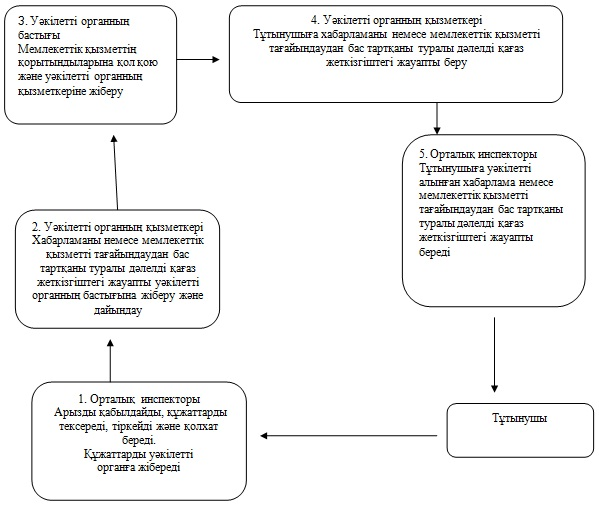 3. Уәкілетті органның
бастығы
Мемлекеттік қызметтің
қорытындыларына қол қою
және уәкілетті органның
қызметкеріне жіберу
4. Уәкілетті органның қызметкері
Тұтынушыға хабарламаны немесе мемлекеттік қызметті
тағайындаудан бас тартқаны туралы дәлелді қағаз
жеткізгіштегі жауапты беру
5. Орталық инспекторы
Тұтынушыға уәкілетті
алынған хабарлама немесе
мемлекеттік қызметті
тағайындаудан бас тартқаны
туралы дәлелді қағаз
жеткізгіштегі жауапты
береді
2. Уәкілетті органның қызметкері
Хабарламаны немесе мемлекеттік
қызметті тағайындаудан бас
тартқаны туралы дәлелді қағаз
жеткізгіштегі жауапты уәкілетті
органның бастығына жіберу және
дайындау
1. Орталық инспекторы
Арызды қабылдайды, құжаттарды
тексереді, тіркейді және қолхат
береді.
Құжаттарды уәкілетті
органға жібереді
Тұтынушы